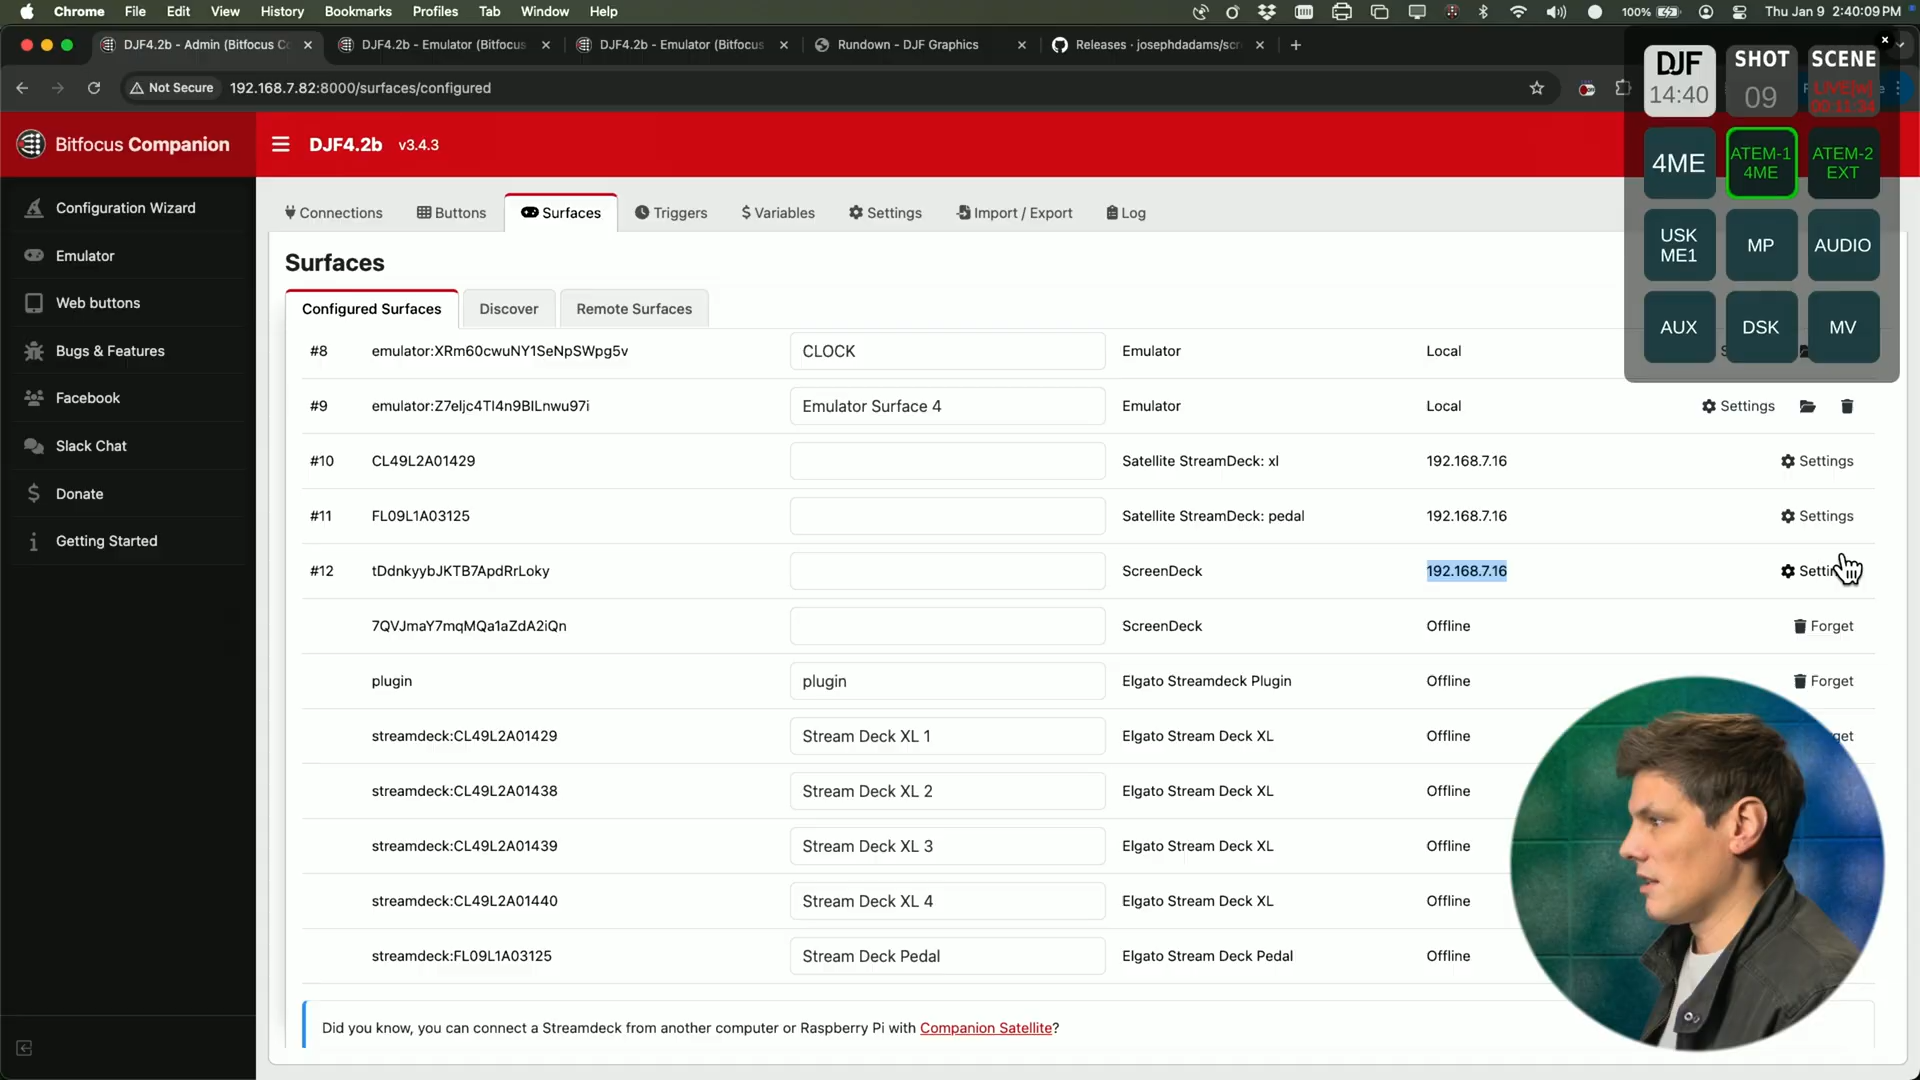 Chrome File Edit View History Bookmarks Profiles Tab Window Help
100% Thu Jan 9 2:40:09 PM
DJF4.2b - Admin (Bitfocus Co
DJF4.2b - Emulator (Bitfocus
DJF4.2b - Emulator (Bitfocus
Rundown - DJF Graphics
Releases · josephdadams/scre
Not Secure 192.168.7.82:8000/surfaces/configured
Bitfocus Companion
DJF4.2b v3.4.3
Configuration Wizard
Emulator
Web buttons
Bugs & Features
Facebook
Slack Chat
Donate
Getting Started
Connections Buttons Surfaces Triggers Variables Settings Import / Export Log
Surfaces
Configured Surfaces Discover Remote Surfaces
#8 emulator:XRm60cwuNY1SeNpSWpg5v CLOCK Emulator Local
#9 emulator:Z7eljc4Tl4n9BILnwu97i Emulator Surface 4 Emulator Local Settings
#10 CL49L2A01429 Satellite StreamDeck: xl 192.168.7.16 Settings
#11 FL09L1A03125 Satellite StreamDeck: pedal 192.168.7.16 Settings
#12 tDdnkyybJKTB7ApdRrLoky ScreenDeck 192.168.7.16 Setti
7QVJmaY7mqMQa1aZdA2iQn ScreenDeck Offline Forget
plugin plugin Elgato Streamdeck Plugin Offline Forget
streamdeck:CL49L2A01429 Stream Deck XL 1 Elgato Stream Deck XL Offline get
streamdeck:CL49L2A01438 Stream Deck XL 2 Elgato Stream Deck XL Offline
streamdeck:CL49L2A01439 Stream Deck XL 3 Elgato Stream Deck XL Offline
streamdeck:CL49L2A01440 Stream Deck XL 4 Elgato Stream Deck XL Offline
streamdeck:FL09L1A03125 Stream Deck Pedal Elgato Stream Deck Pedal Offline
Did you know, you can connect a Streamdeck from another computer or Raspberry Pi with Companion Satellite?
DJF
14:40
SHOT
09
SCENE
LIVE[w]
00:11:34
4ME
ATEM-1
4ME
ATEM-2
EXT
USK
ME1
MP
AUDIO
AUX
DSK
MV